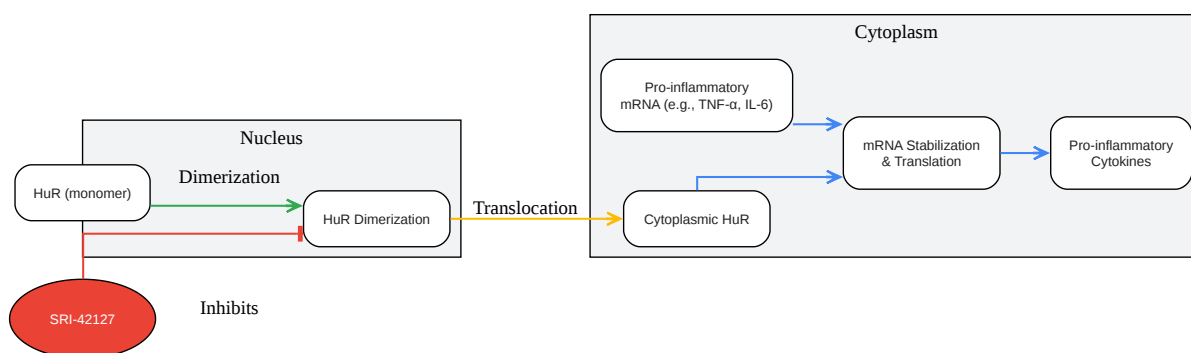 Cytoplasm
Pro-inflammatory
mRNA (e.g., TNF-α, IL-6)
Nucleus
mRNA Stabilization
& Translation
Pro-inflammatory
Cytokines
Dimerization
HuR (monomer)
HuR Dimerization
Translocation
Cytoplasmic HuR
Inhibits
SRI-42127